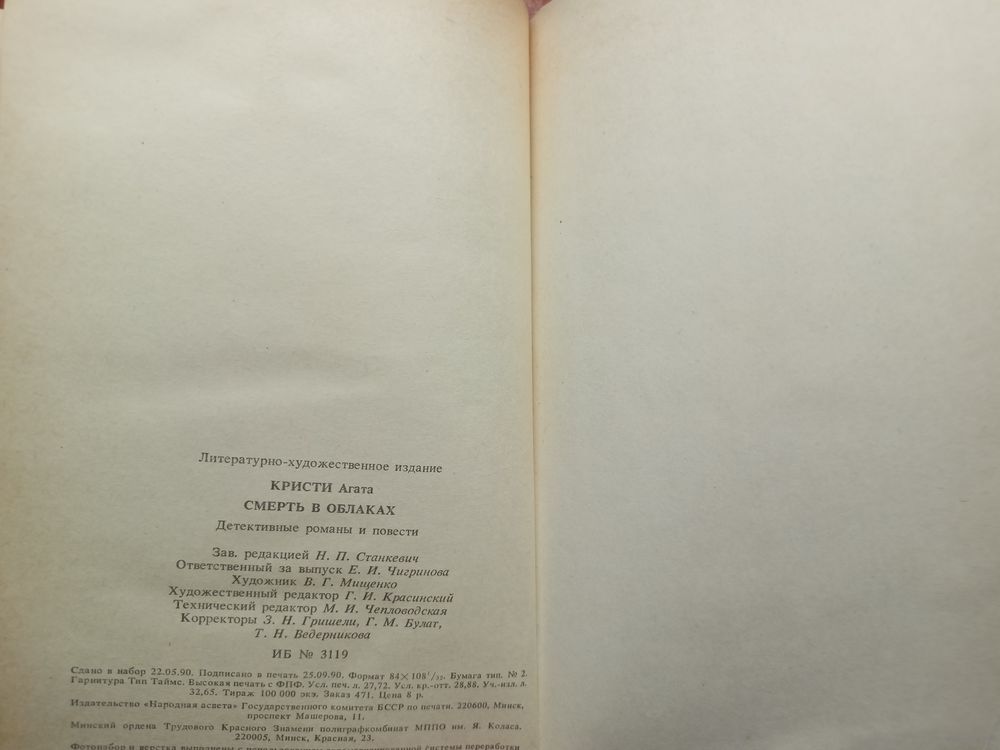 Литературно-художественное издание
КРИСТИ Агата
СМЕРТЬ В ОБЛАКАХ
Детективные романы и повести
Зав. редакцией Н. П. Станкевич
Ответственный за выпуск Е. И. Чигринова
Художник В. Г. Мищенко
Художественный редактор Г. И. Красинский
Технический редактор М. И. Чепловодская
Корректоры З. Н. Гришели, Г. М. Булат,
Т. Н. Ведерникова
ИБ № 3119
Сдано в набор 22.05.90. Подписано в печать 25.09.90. Формат 84×108¹/₃₂. Бумага тип. № 2.
Гарнитура Тип Таймс. Высокая печать с ФПФ. Усл. печ. л. 27,72. Усл. кр.-отт. 28,88. Уч.-изд. л.
32,65. Тираж 100 000 экз. Заказ 471. Цена 8 р.
Издательство «Народная асвета» Государственного комитета БССР по печати. 220600, Минск,
проспект Машерова, 11.
Минский ордена Трудового Красного Знамени полиграфкомбинат МППО им. Я. Коласа.
220005, Минск, Красная, 23.
Фотонабор и верстка выполнены с системы переработки